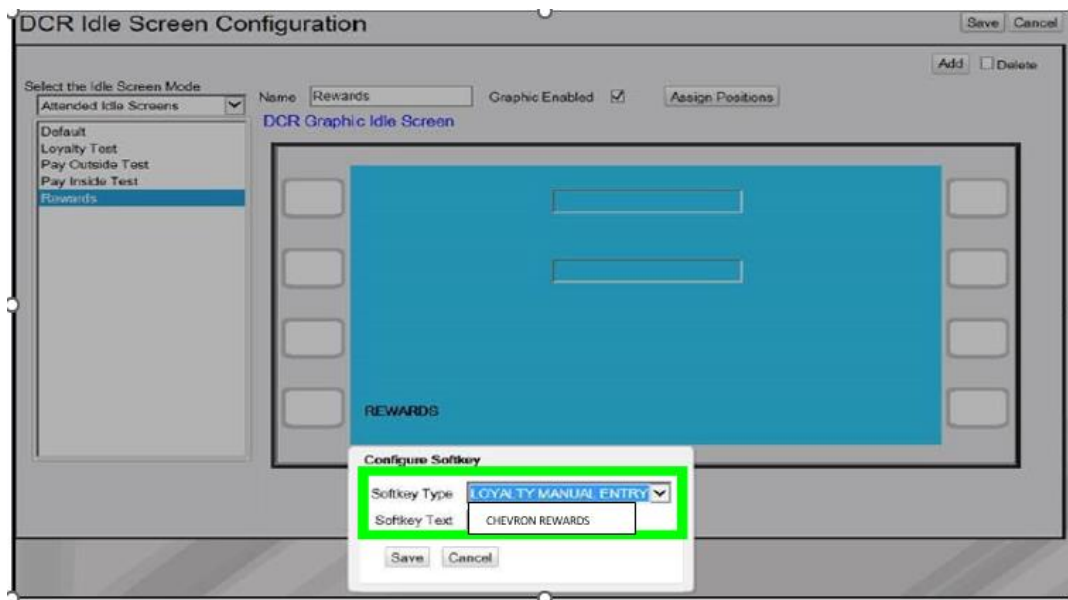 DCR Idle Screen Configuration
Save Cancel
Add Delete
Select the Idle Screen Mode
Attended Idle Screens
Name Rewards Graphic Enabled Assign Positions
DCR Graphic Idle Screen
Default
Loyalty Test
Pay Outside Test
Pay Inside Test
Rewards
REWARDS
Configure Softkey
Softkey Type LOYALTY MANUAL ENTRY
Softkey Text CHEVRON REWARDS
Save Cancel